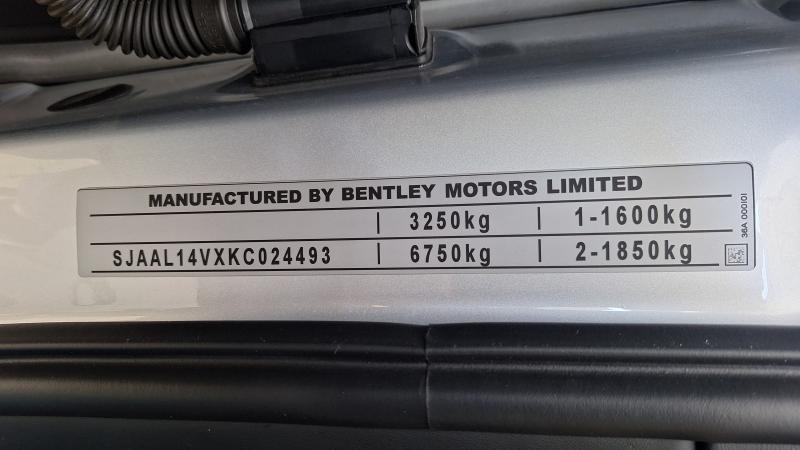 MANUFACTURED BY BENTLEY MOTORS LIMITED
3250kg | 1-1600kg
SJAAL14VXKC024493 | 6750kg | 2-1850kg
36A 000101